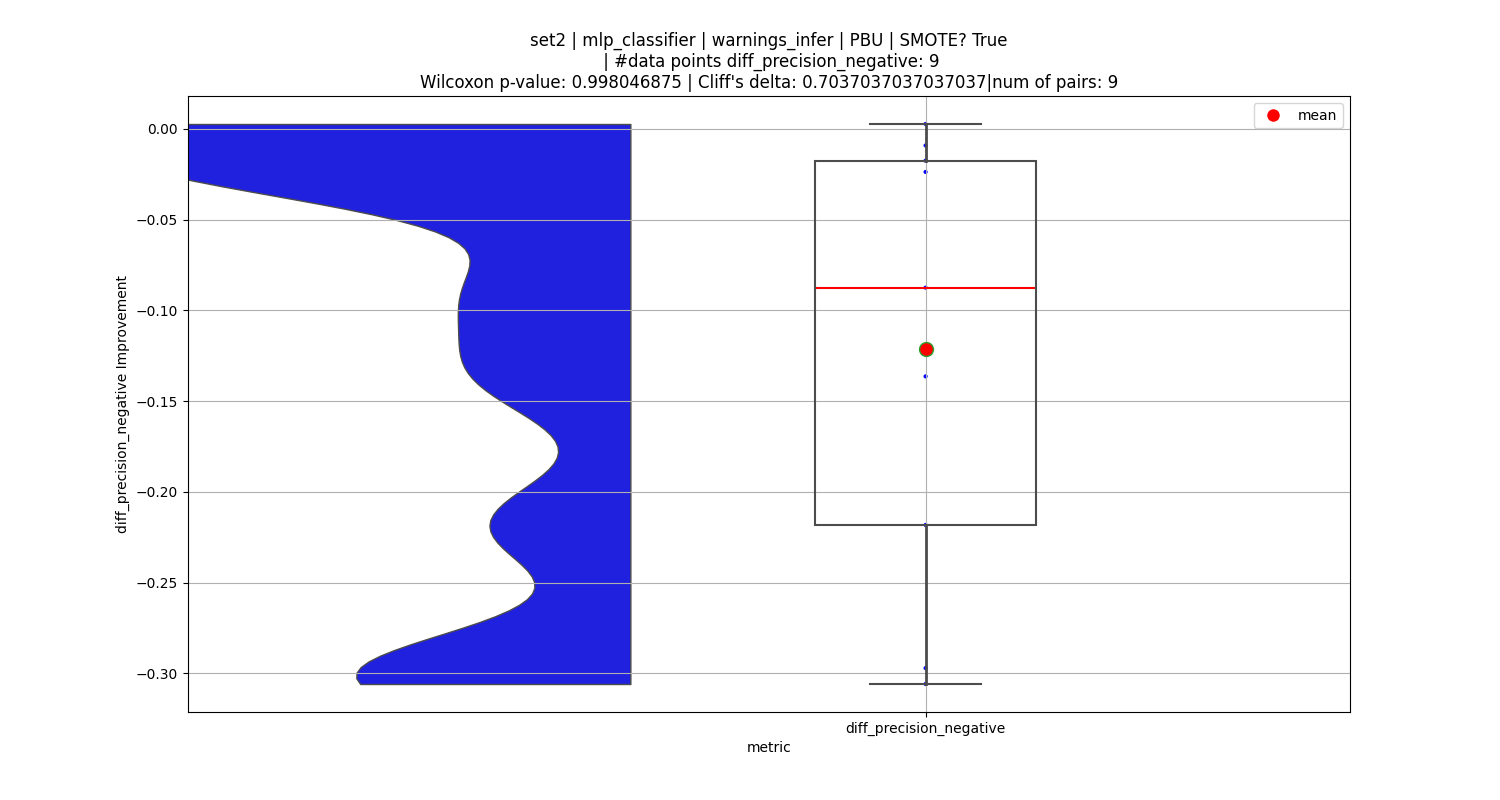 set2 | mlp_classifier | warnings_infer | PBU | SMOTE? True
| #data points diff_precision_negative: 9
Wilcoxon p-value: 0.998046875 | Cliff's delta: 0.7037037037037037|num of pairs: 9
mean
0.00
−0.05
−0.10
−0.15
−0.20
−0.25
−0.30
diff_precision_negative Improvement
diff_precision_negative
metric